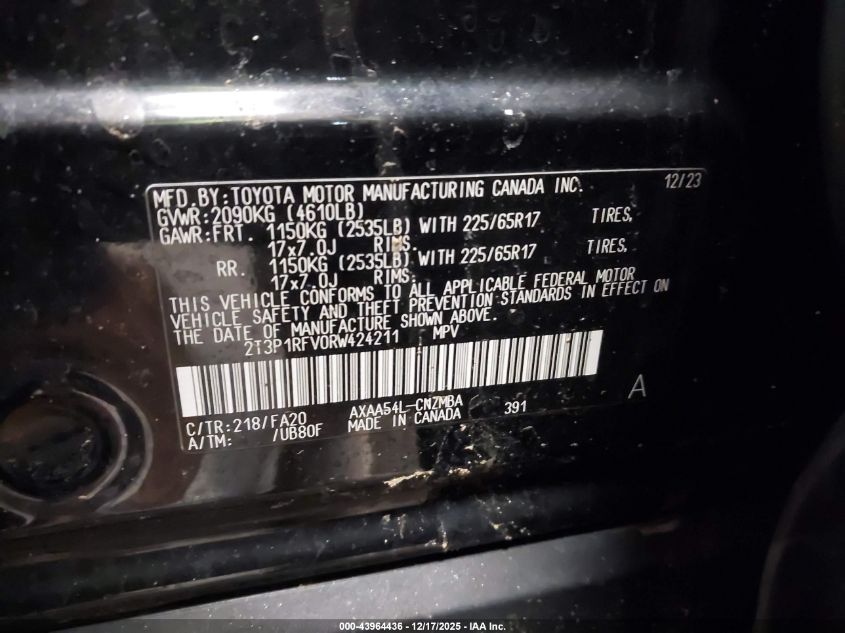 MFD.BY:TOYOTA MOTOR MANUFACTURING CANADA INC. 12/23
GVWR:2090KG (4610LB)
GAWR:FRT. 1150KG (2535LB) WITH 225/65R17 TIRES,
17x7.0J RIMS.
RR. 1150KG (2535LB) WITH 225/65R17 TIRES,
17x7.0J RIMS.
THIS VEHICLE CONFORMS TO ALL APPLICABLE FEDERAL MOTOR
VEHICLE SAFETY AND THEFT PREVENTION STANDARDS IN EFFECT ON
THE DATE OF MANUFACTURE SHOWN ABOVE.
2T3P1RFV0RW424211 MPV
A
C/TR:218/FA20 AXAA54L-CNZMBA 391
A/TM: /UB80F MADE IN CANADA
000-43964436 - 12/17/2025 - IAA Inc.